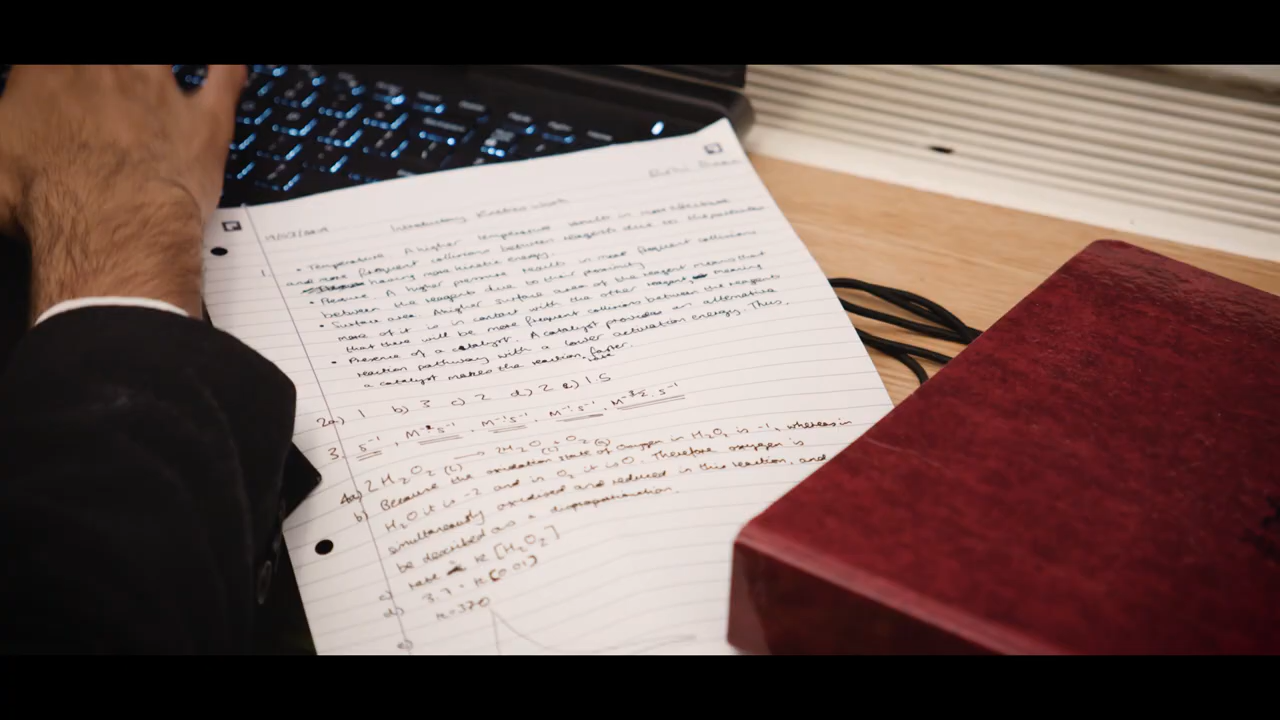 Introductory Kinetics Work
1. • Temperature. A higher temperature results in more
and more frequent collisions between reagents due to the particles
having more kinetic energy.
• Pressure. A higher pressure results in more frequent collisions
between the reagents due to their proximity.
• Surface area. A higher surface area of the reagent means that
more of it is in contact with the other reagent, meaning
that there will be more frequent collisions between the reagents
• Presence of a catalyst. A catalyst provides an alternative
reaction pathway with a lower activation energy. Thus,
a catalyst makes the reaction faster.
2a) 1 b) 3 c) 2 d) 2 e) 1.5
3. s⁻¹, M⁻²s⁻¹, M⁻¹s⁻¹, M⁻¹s⁻¹, M⁻½ s⁻¹
4a) 2H₂O₂ (l) → 2H₂O (l) + O₂ (g)
b) Because the oxidation state of oxygen in H₂O₂ is -1, whereas in
H₂O it is -2 and in O₂ it is 0. Therefore oxygen is
simultaneously oxidised and reduced in this reaction, and
be described as a disproportionation.
c) rate = k [H₂O₂]
d) 3.7 = k(0.01)
k = 370
e)